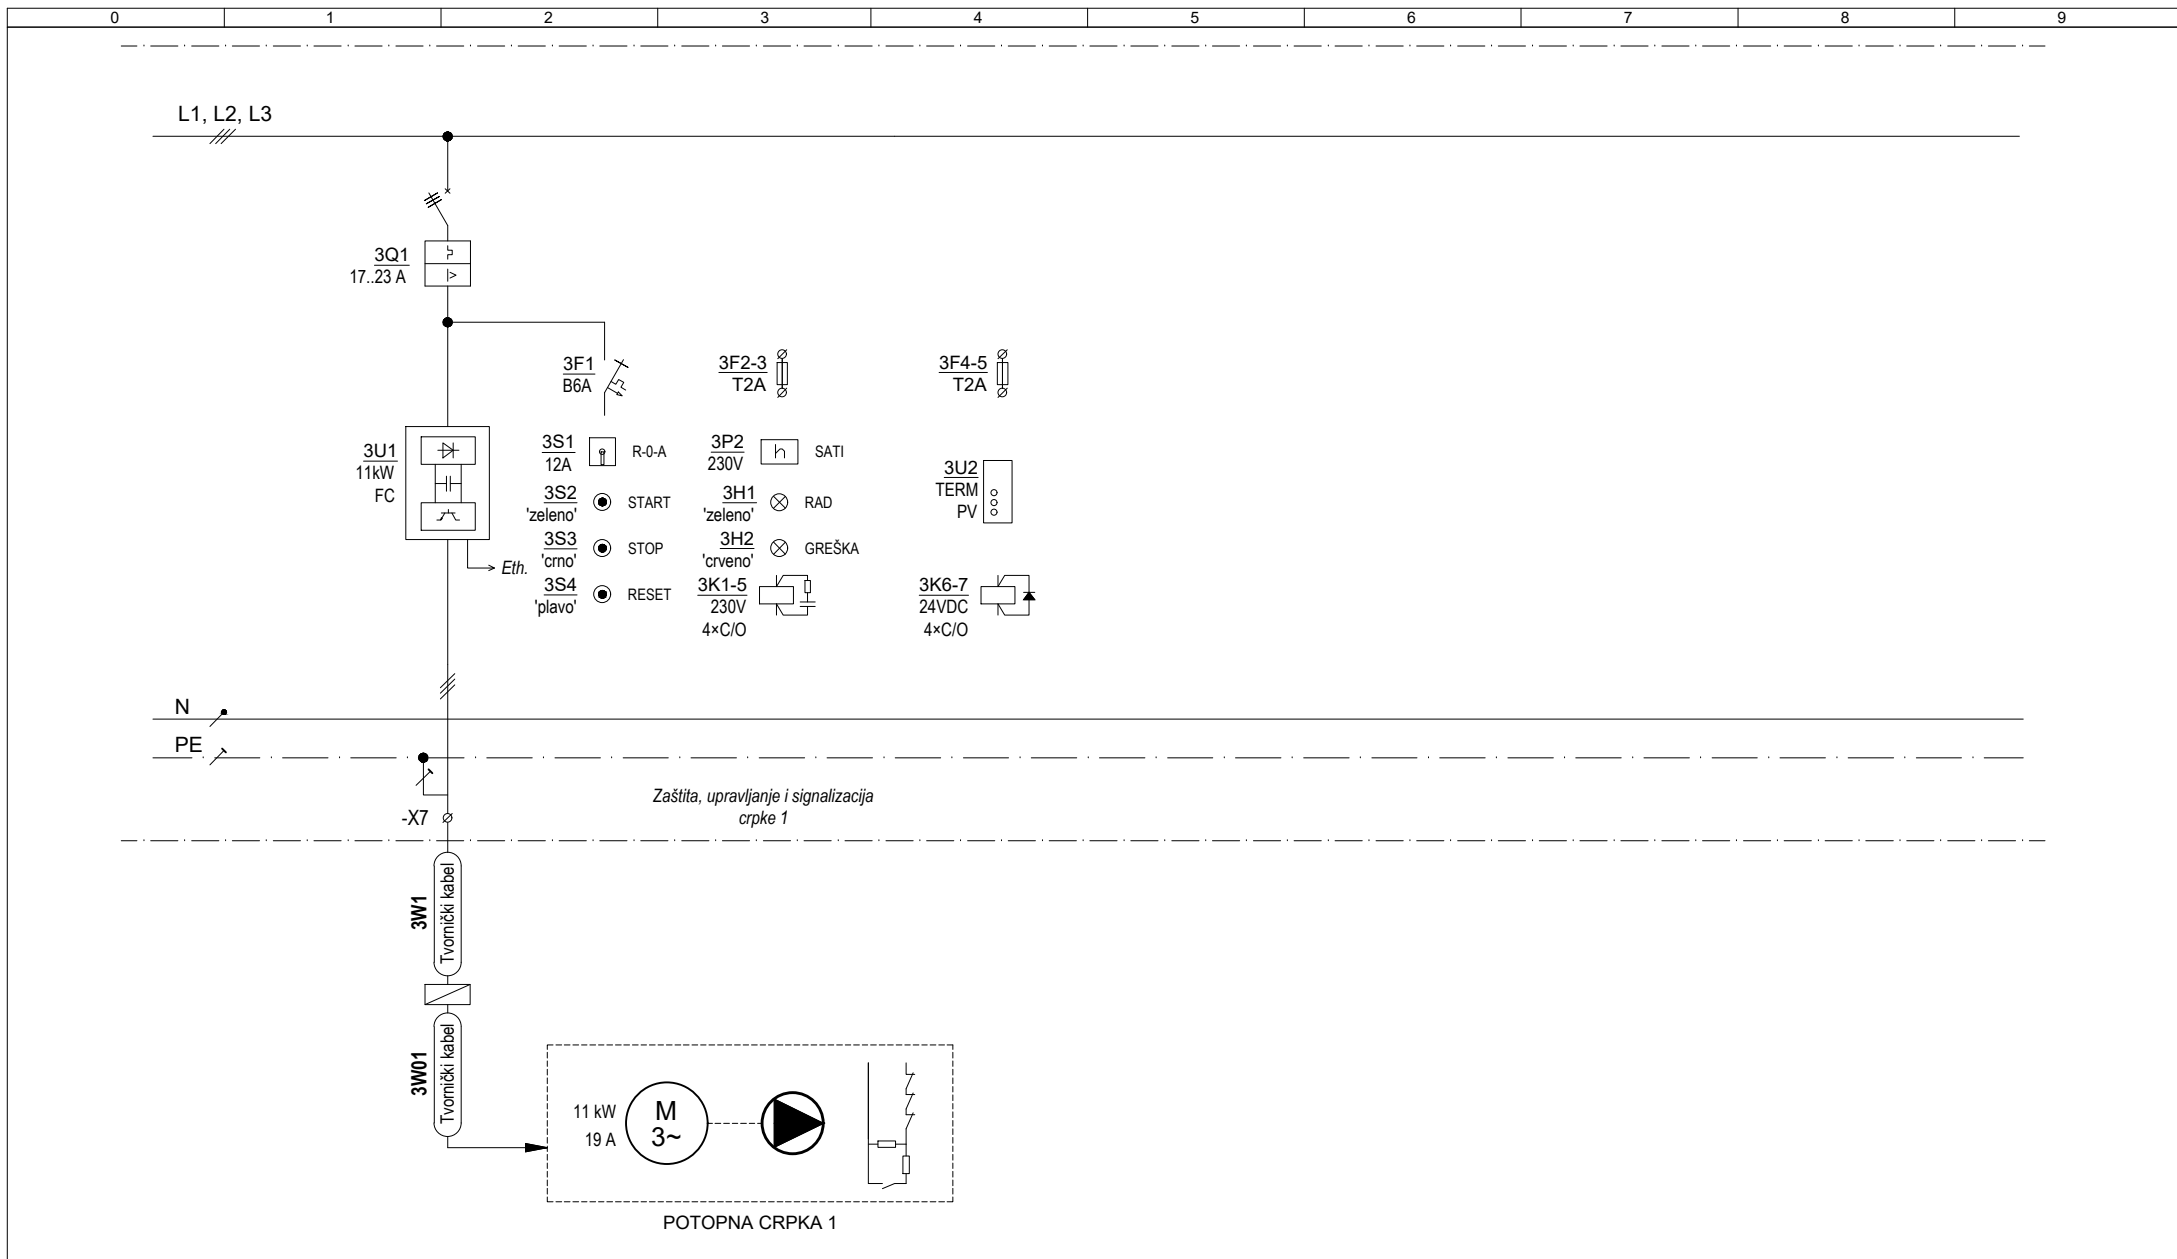 0 1 2 3 4 5 6 7 8 9
L1, L2, L3
3Q1
17..23 A
3F1
B6A
3F2-3
T2A
3F4-5
T2A
3U1
11kW
FC
Eth.
3S1
12A
R-0-A
3S2
'zeleno'
START
3S3
'crno'
STOP
3S4
'plavo'
RESET
3P2
230V
h
SATI
3H1
'zeleno'
RAD
3H2
'crveno'
GREŠKA
3K1-5
230V
4×C/O
3U2
TERM
PV
3K6-7
24VDC
4×C/O
N
PE
Zaštita, upravljanje i signalizacija
crpke 1
-X7
3W1
Tvornički kabel
3W01
Tvornički kabel
11 kW
19 A
M
3~
POTOPNA CRPKA 1